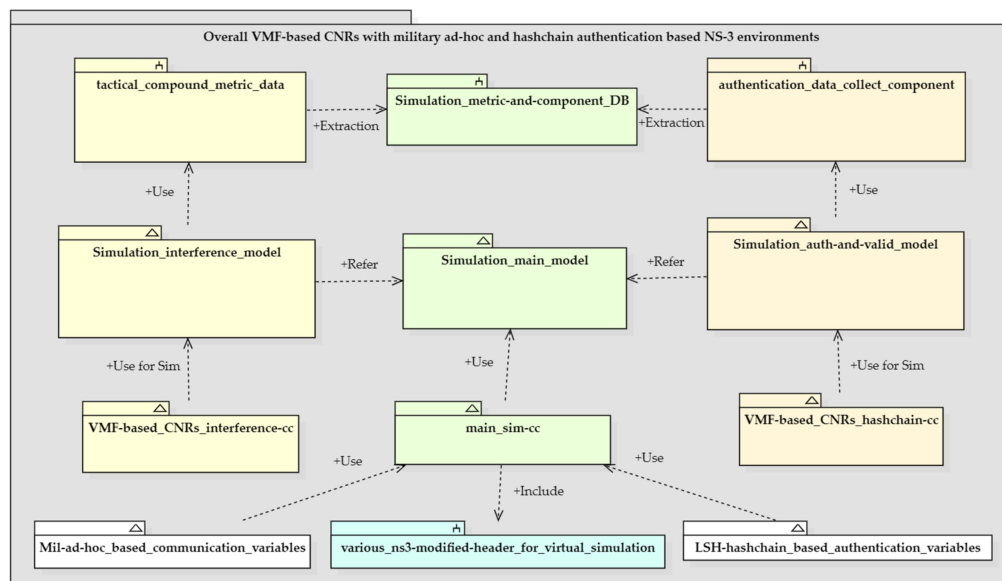 Overall VMF-based CNRs with military ad-hoc and hashchain authentication based NS-3 environments
tactical_compound_metric_data
Simulation_metric-and-component_DB
authentication_data_collect_component
+Extraction
+Extraction
+Use
+Use
Simulation_interference_model
Simulation_main_model
Simulation_auth-and-valid_model
+Refer
+Refer
+Use for Sim
+Use
+Use for Sim
VMF-based_CNRs_interference-cc
main_sim-cc
VMF-based_CNRs_hashchain-cc
+Use
+Use
+Include
Mil-ad-hoc_based_communication_variables
various_ns3-modified-header_for_virtual_simulation
LSH-hashchain_based_authentication_variables